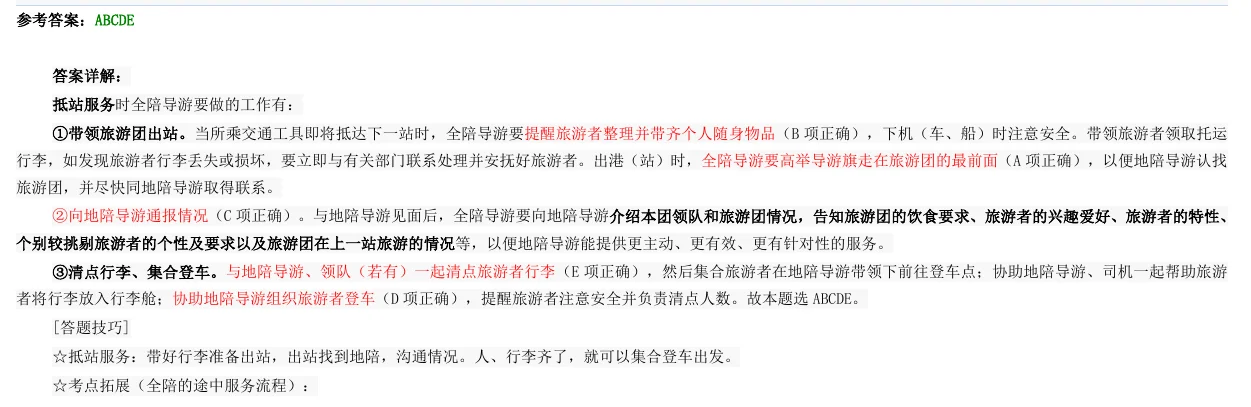 参考答案：ABCDE
答案详解：
抵站服务时全陪导游要做的工作有：
①带领旅游团出站。当所乘交通工具即将抵达下一站时，全陪导游要提醒旅游者整理并带齐个人随身物品（B 项正确），下机（车、船）时注意安全。带领旅游者领取托运
行李，如发现旅游者行李丢失或损坏，要立即与有关部门联系处理并安抚好旅游者。出港（站）时，全陪导游要高举导游旗走在旅游团的最前面（A 项正确），以便地陪导游认找
旅游团，并尽快同地陪导游取得联系。
②向地陪导游通报情况（C 项正确）。与地陪导游见面后，全陪导游要向地陪导游介绍本团领队和旅游团情况，告知旅游团的饮食要求、旅游者的兴趣爱好、旅游者的特性、
个别较挑剔旅游者的个性及要求以及旅游团在上一站旅游的情况等，以便地陪导游能提供更主动、更有效、更有针对性的服务。
③清点行李、集合登车。与地陪导游、领队（若有）一起清点旅游者行李（E 项正确），然后集合旅游者在地陪导游带领下前往登车点；协助地陪导游、司机一起帮助旅游
者将行李放入行李舱；协助地陪导游组织旅游者登车（D 项正确），提醒旅游者注意安全并负责清点人数。故本题选 ABCDE。
[答题技巧]
☆抵站服务：带好行李准备出站，出站找到地陪，沟通情况。人、行李齐了，就可以集合登车出发。
☆考点拓展（全陪的途中服务流程）：